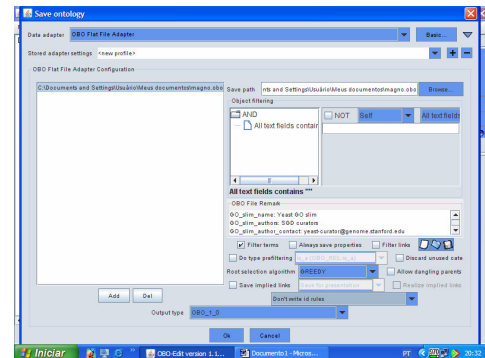 Save ontology
Data adapter OBO Flat File Adapter Basic...
Stored adapter settings <new profile>
OBO Flat File Adapter Configuration
C:\Documents and Settings\Usuário\Meus documentos\magno.obo
Save path nts and Settings\Usuário\Meus documentos\magno.obo Browse...
Object filtering
AND
All text fields contain
NOT Self All text fields
All text fields contains ""
OBO File Remark
GO_slim_name: Yeast GO slim
GO_slim_authors: SGD curators
GO_slim_author_contact: yeast-curator@genome.stanford.edu
Filter terms Always save properties Filter links
Do type prefiltering is_a (OBO_REL:is_a) Discard unused cate
Root selection algorithm GREEDY Allow dangling parents
Save implied links Save for presentation Realize implied links
Don't write id rules
Add Del
Output type OBO_1_0
Ok Cancel
Iniciar OBO-Edit version 1.1... Documento1 - Micros... PT 20:32